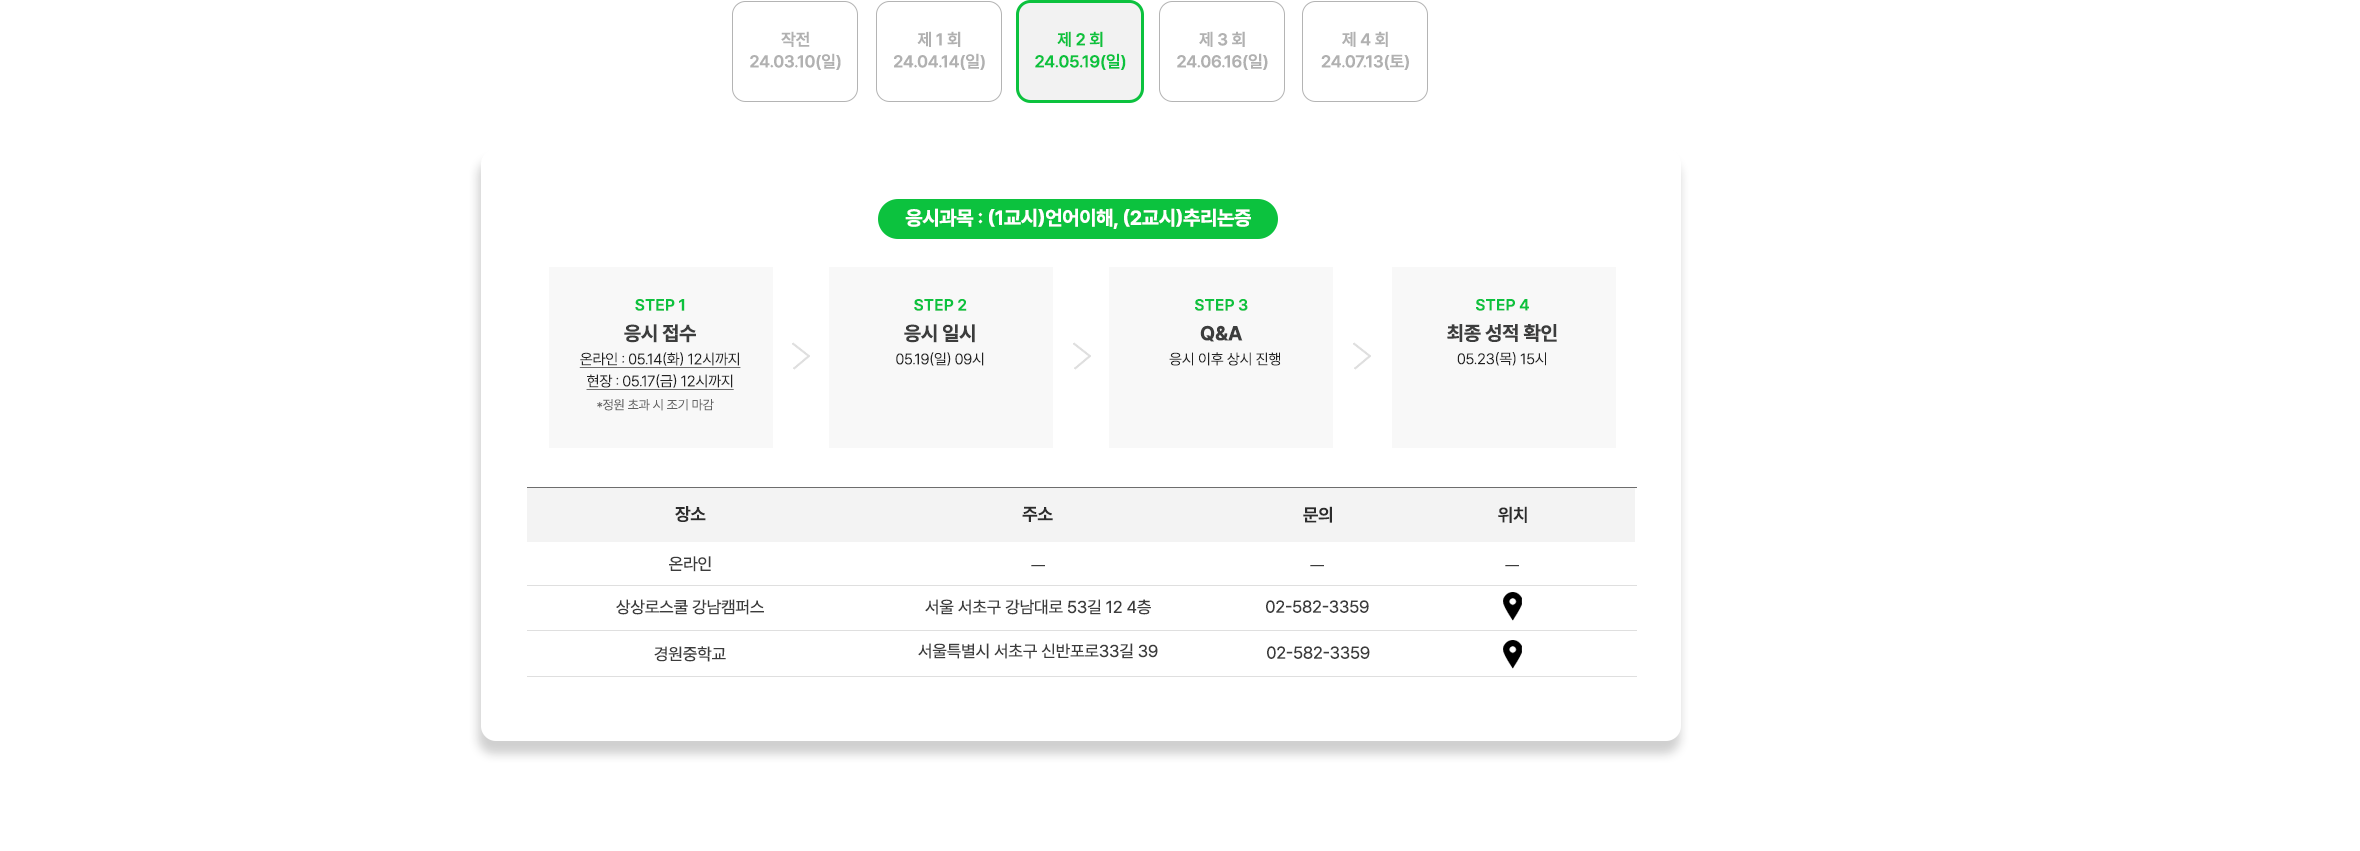 작전
24.03.10(일)
제 1 회
24.04.14(일)
제 2 회
24.05.19(일)
제 3 회
24.06.16(일)
제 4 회
24.07.13(토)
응시과목 : (1교시)언어이해, (2교시)추리논증
STEP 1
응시 접수
온라인 : 05.14(화) 12시까지
현장 : 05.17(금) 12시까지
*정원 초과 시 조기 마감
STEP 2
응시 일시
05.19(일) 09시
STEP 3
Q&A
응시 이후 상시 진행
STEP 4
최종 성적 확인
05.23(목) 15시
장소 주소 문의 위치
온라인 — — —
상상로스쿨 강남캠퍼스 서울 서초구 강남대로 53길 12 4층 02-582-3359
경원중학교 서울특별시 서초구 신반포로33길 39 02-582-3359